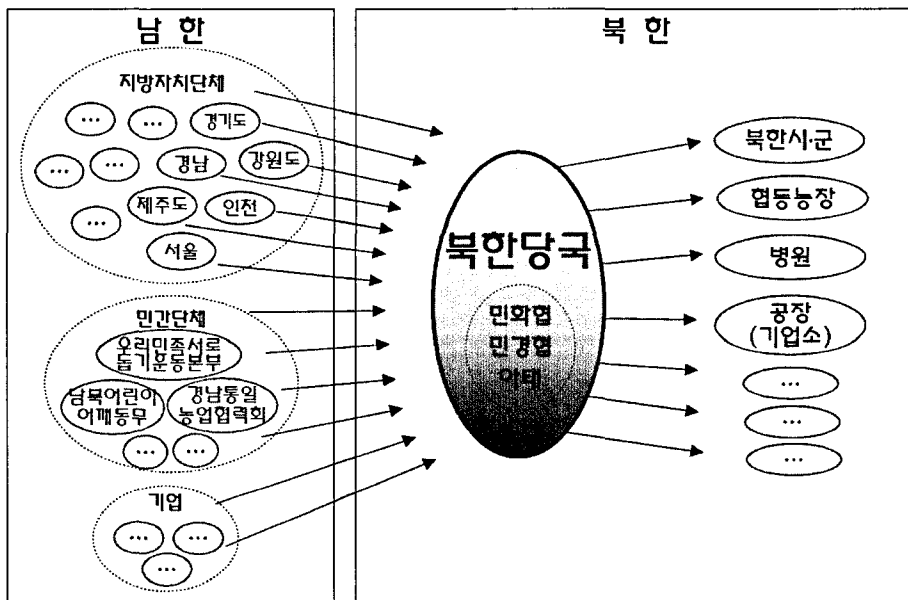 남 한
지방자치단체
…
…
경기도
…
…
경남
강원도
…
제주도
인천
서울
민간단체
우리민족서로
돕기운동본부
남북어린이
어깨동무
경남통일
농업협력회
…
…
기업
…
…
…
북 한
북한당국
민화협
민경협
아태
북한시·군
협동농장
병원
공장
(기업소)
…
…
…